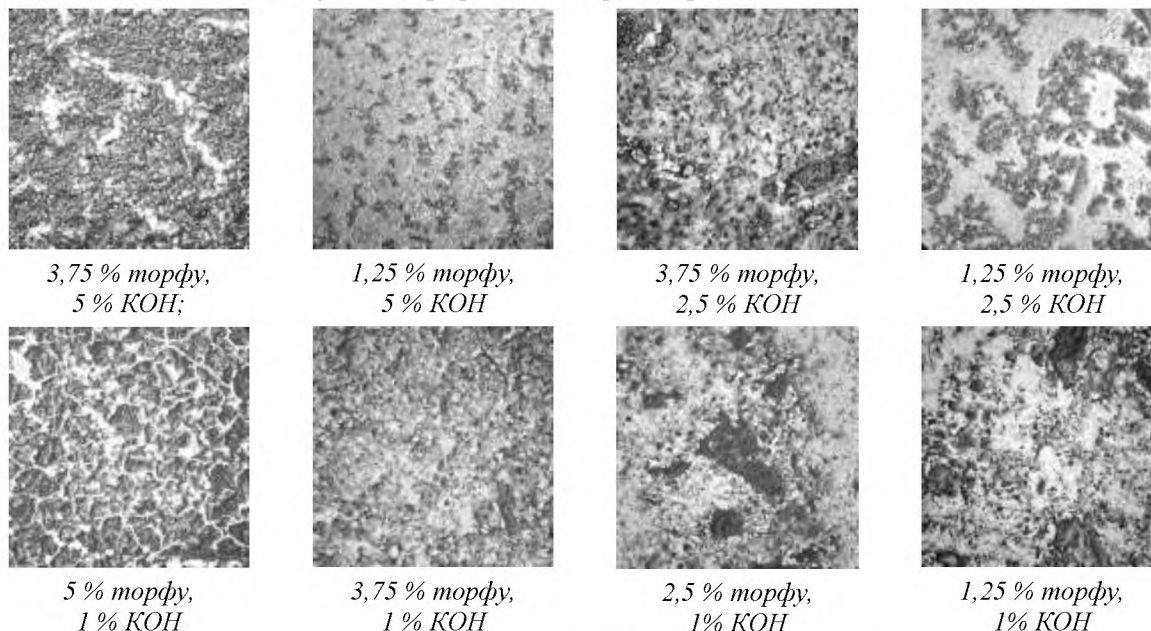 3,75 % торфу,
5 % КОН;
1,25 % торфу,
5 % КОН
3,75 % торфу,
2,5 % КОН
1,25 % торфу,
2,5 % КОН
5 % торфу,
1 % КОН
3,75 % торфу,
1 % КОН
2,5 % торфу,
1% КОН
1,25 % торфу,
1% КОН